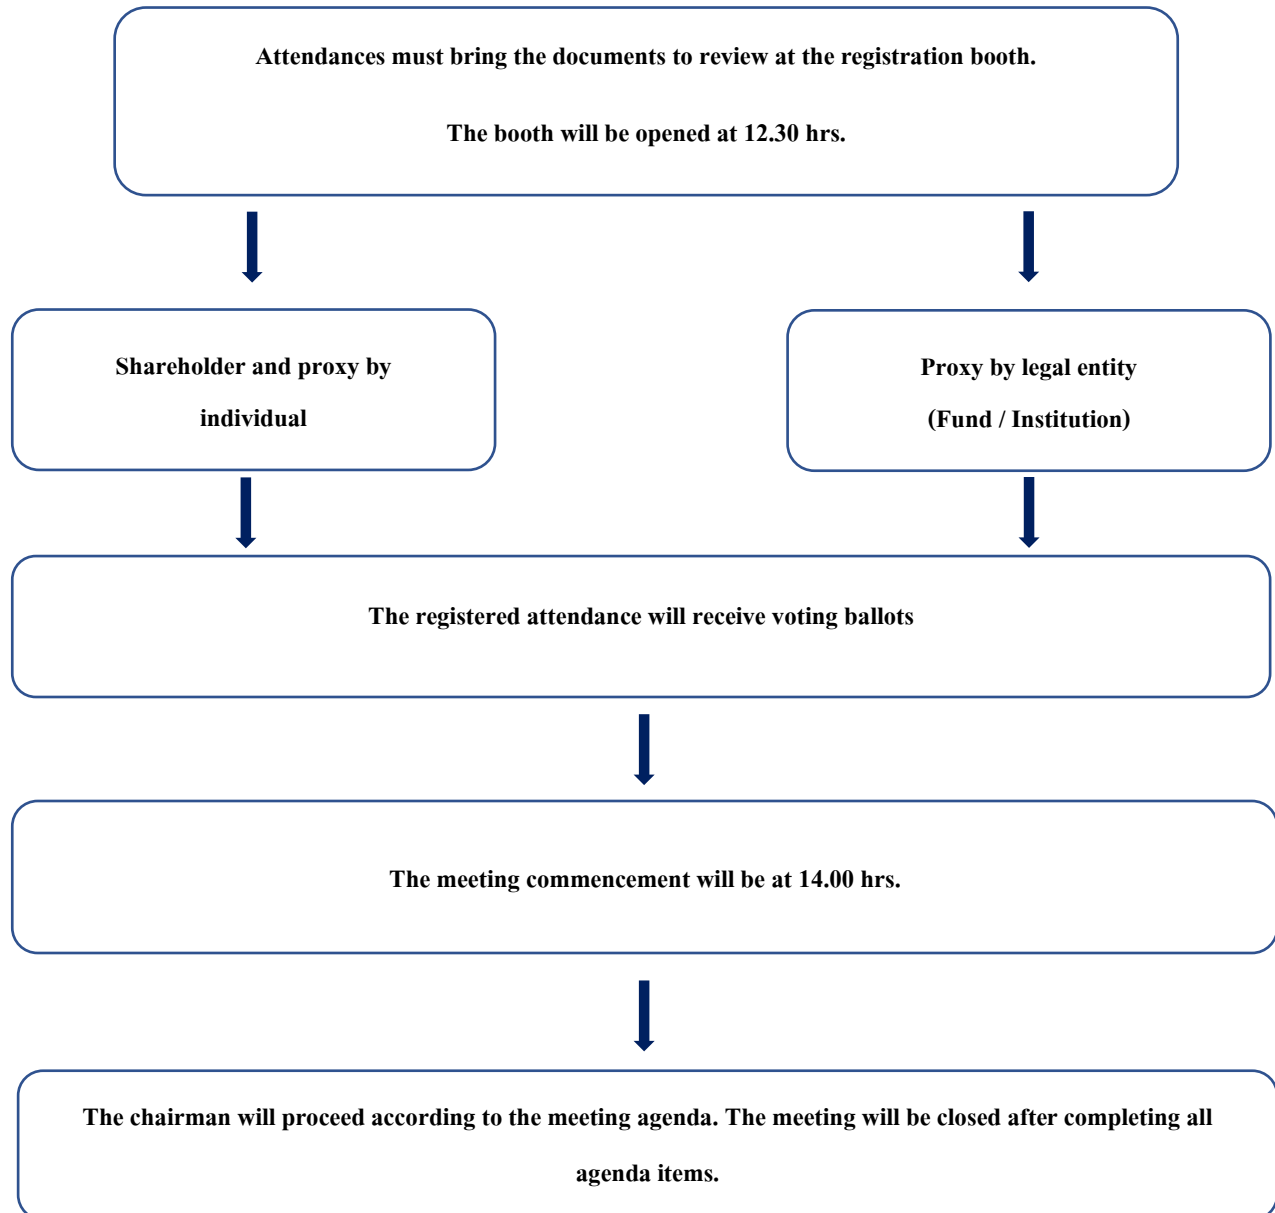 Attendances must bring the documents to review at the registration booth.
The booth will be opened at 12.30 hrs.
Shareholder and proxy by
individual
Proxy by legal entity
(Fund / Institution)
The registered attendance will receive voting ballots
The meeting commencement will be at 14.00 hrs.
The chairman will proceed according to the meeting agenda. The meeting will be closed after completing all
agenda items.